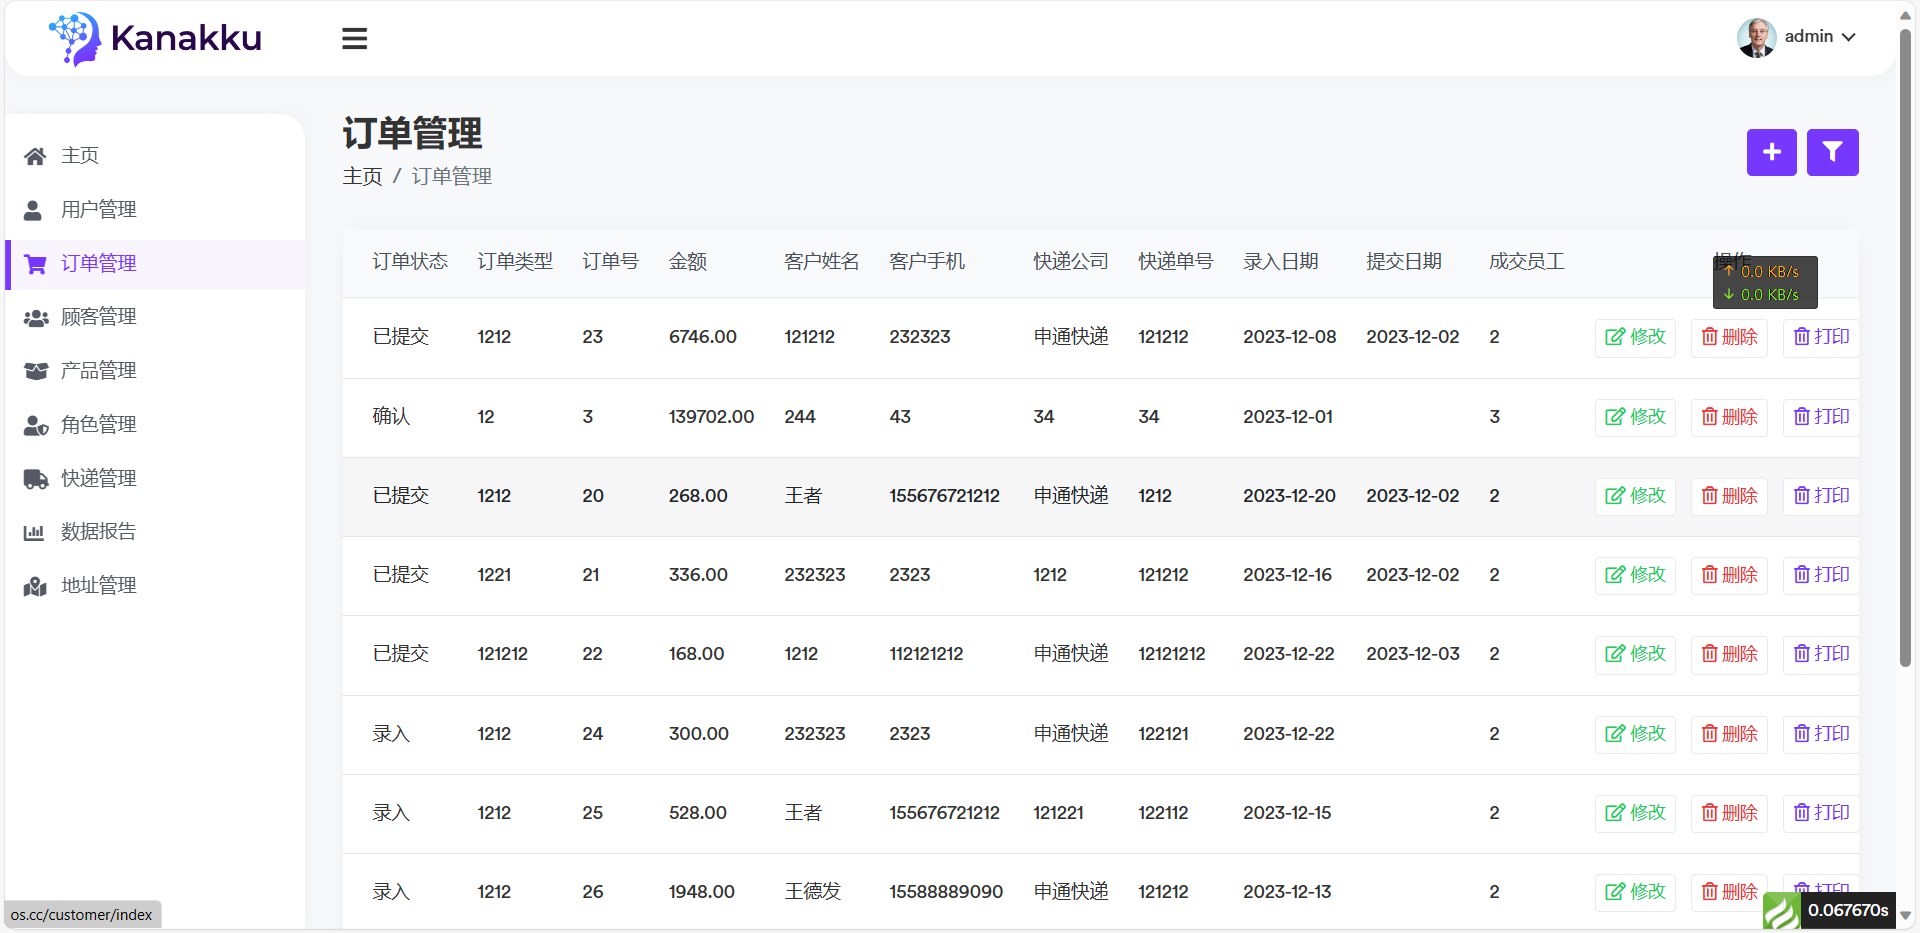 Kanakku
admin
主页
用户管理
订单管理
顾客管理
产品管理
角色管理
快递管理
数据报告
地址管理
订单管理
主页 / 订单管理
订单状态 订单类型 订单号 金额 客户姓名 客户手机 快递公司 快递单号 录入日期 提交日期 成交员工 操作
↑ 0.0 KB/s
↓ 0.0 KB/s
已提交 1212 23 6746.00 121212 232323 申通快递 121212 2023-12-08 2023-12-02 2 修改 删除 打印
确认 12 3 139702.00 244 43 34 34 2023-12-01 3 修改 删除 打印
已提交 1212 20 268.00 王者 155676721212 申通快递 1212 2023-12-20 2023-12-02 2 修改 删除 打印
已提交 1221 21 336.00 232323 2323 1212 121212 2023-12-16 2023-12-02 2 修改 删除 打印
已提交 121212 22 168.00 1212 112121212 申通快递 12121212 2023-12-22 2023-12-03 2 修改 删除 打印
录入 1212 24 300.00 232323 2323 申通快递 122121 2023-12-22 2 修改 删除 打印
录入 1212 25 528.00 王者 155676721212 121221 122112 2023-12-15 2 修改 删除 打印
录入 1212 26 1948.00 王德发 15588889090 申通快递 121212 2023-12-13 2 修改 删除 打印
os.cc/customer/index
0.067670s